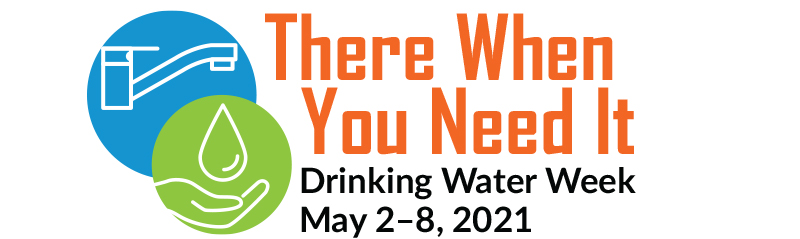 There When
You Need It
Drinking Water Week
May 2–8, 2021